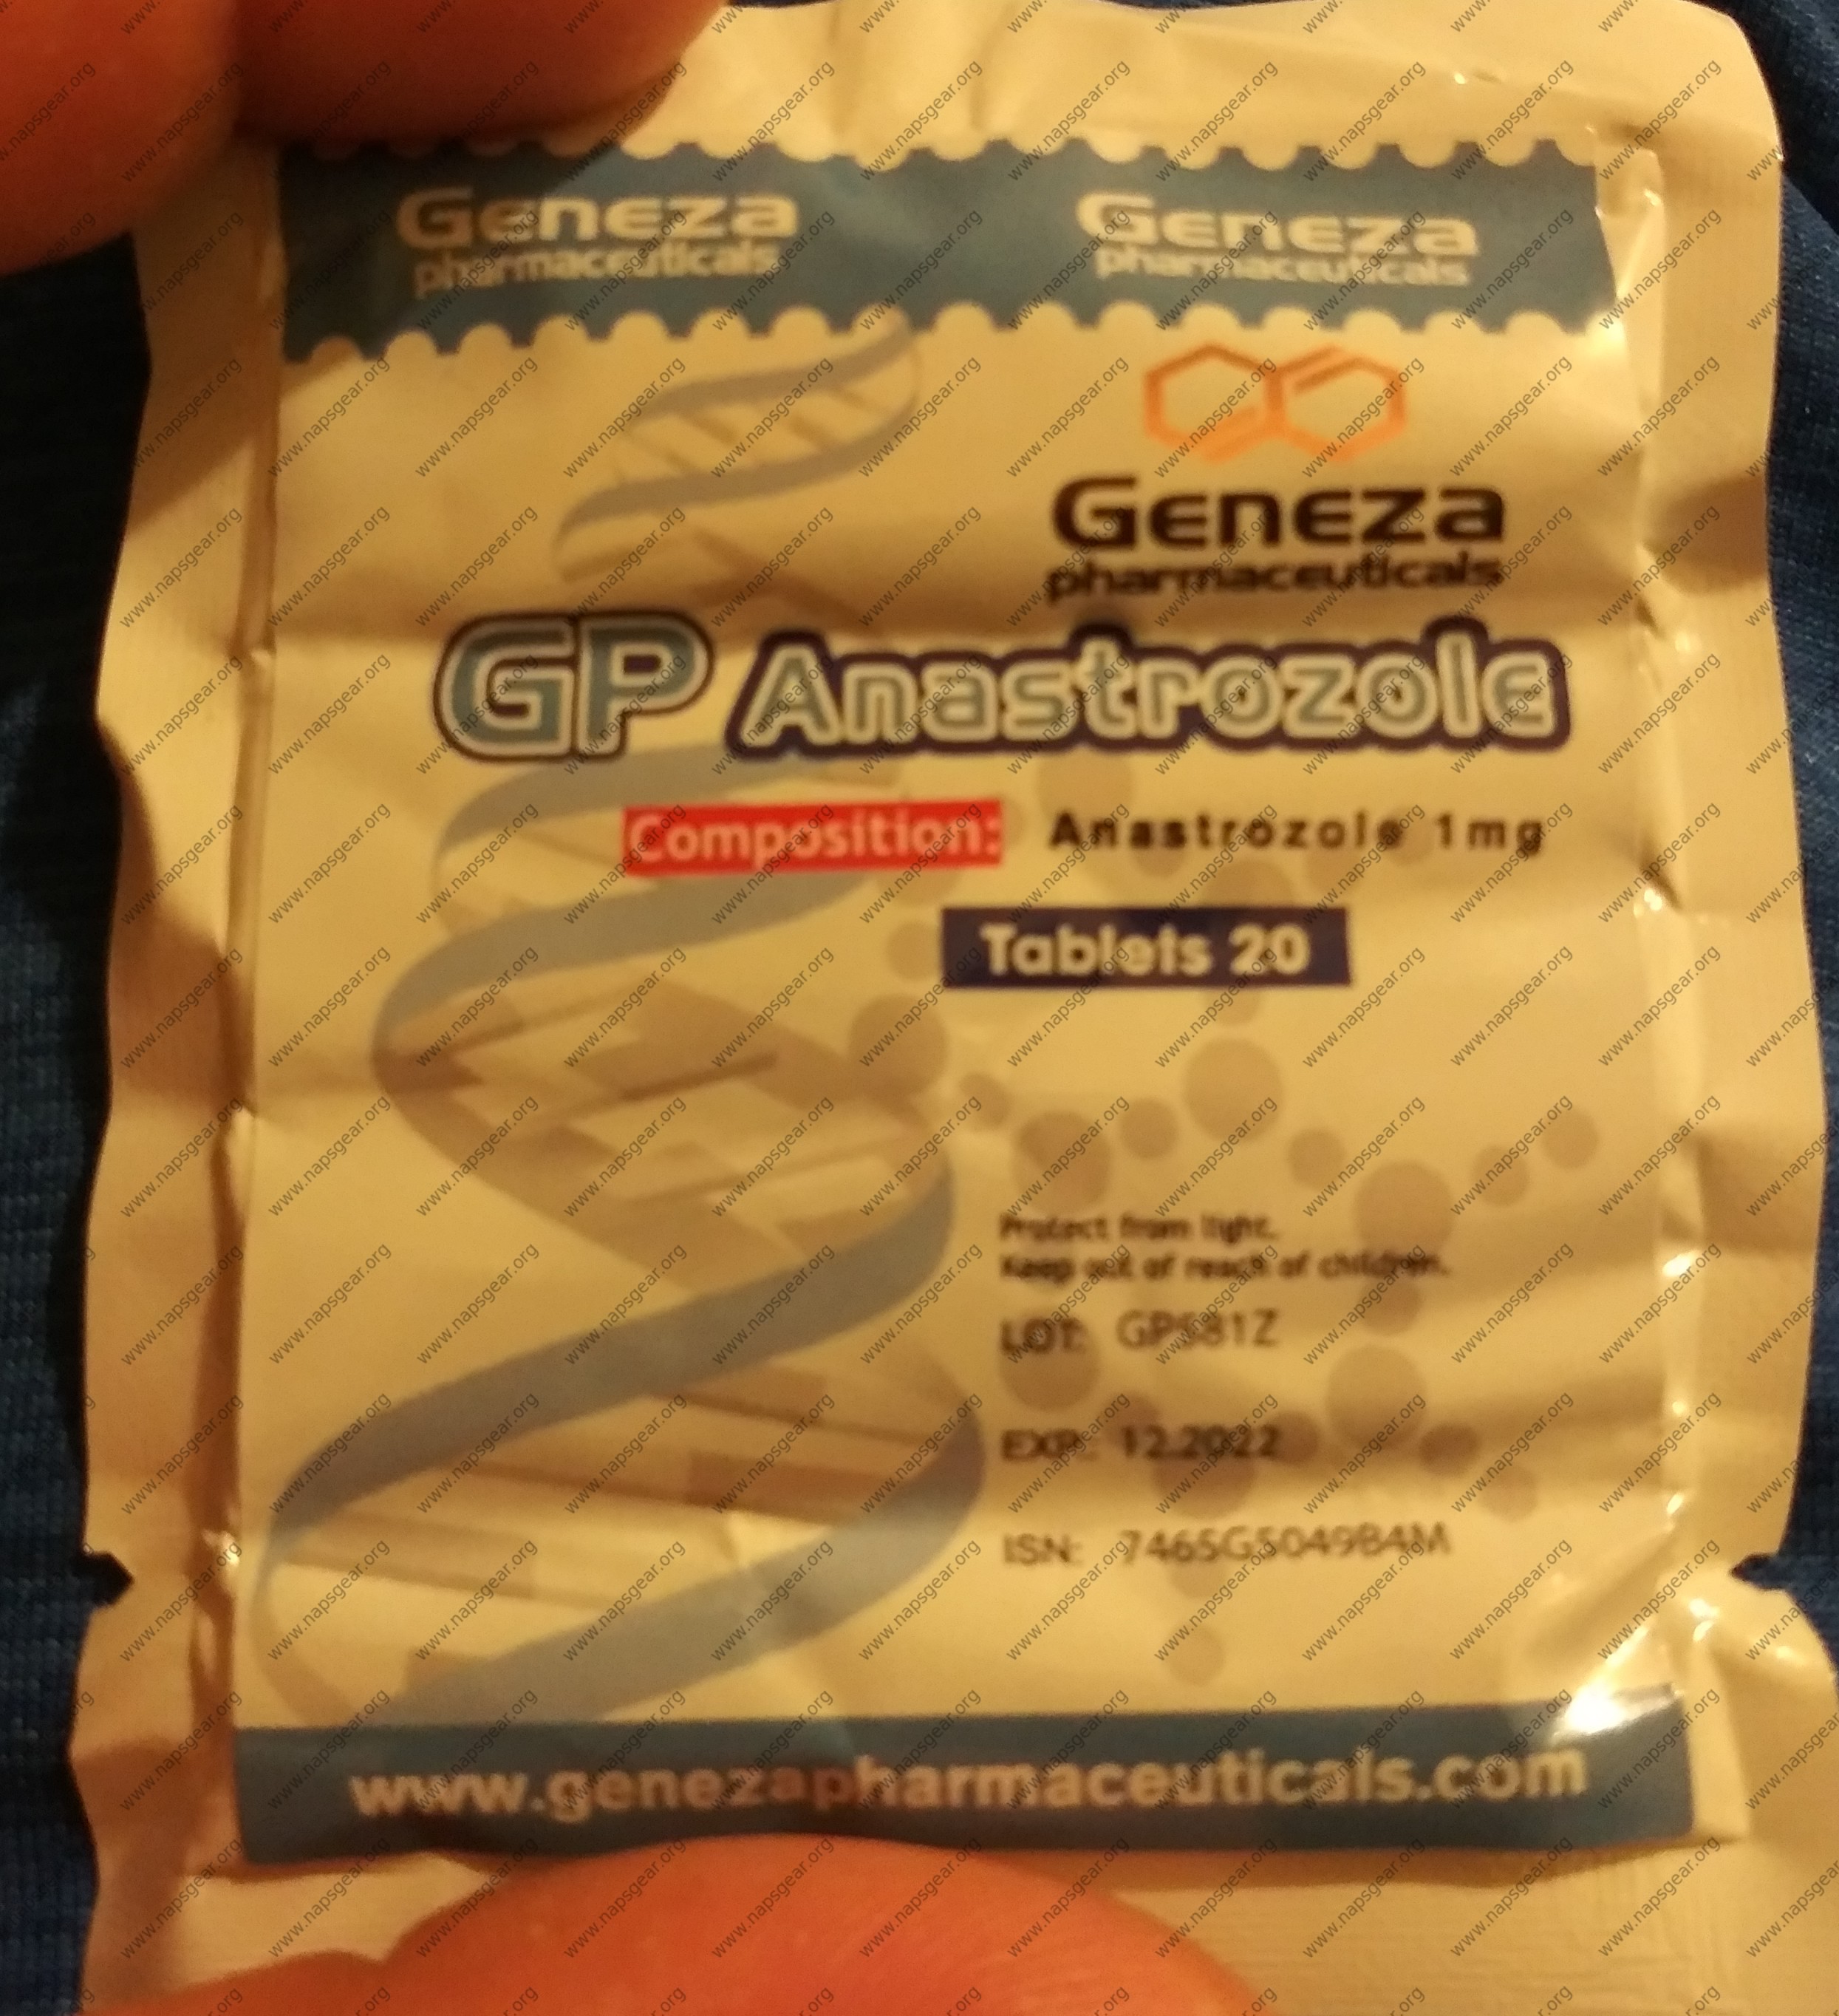 Geneza Geneza
pharmaceuticals pharmaceuticals
Geneza
pharmaceuticals
GP Anastrozole
Composition: Anastrozole 1mg
Tablets 20
Protect from light.
Keep out of reach of children.
LOT: GPS81Z
EXP.: 12.2022
ISN: 7465G5049B4M
www.genezapharmaceuticals.com
www.napsgear.org